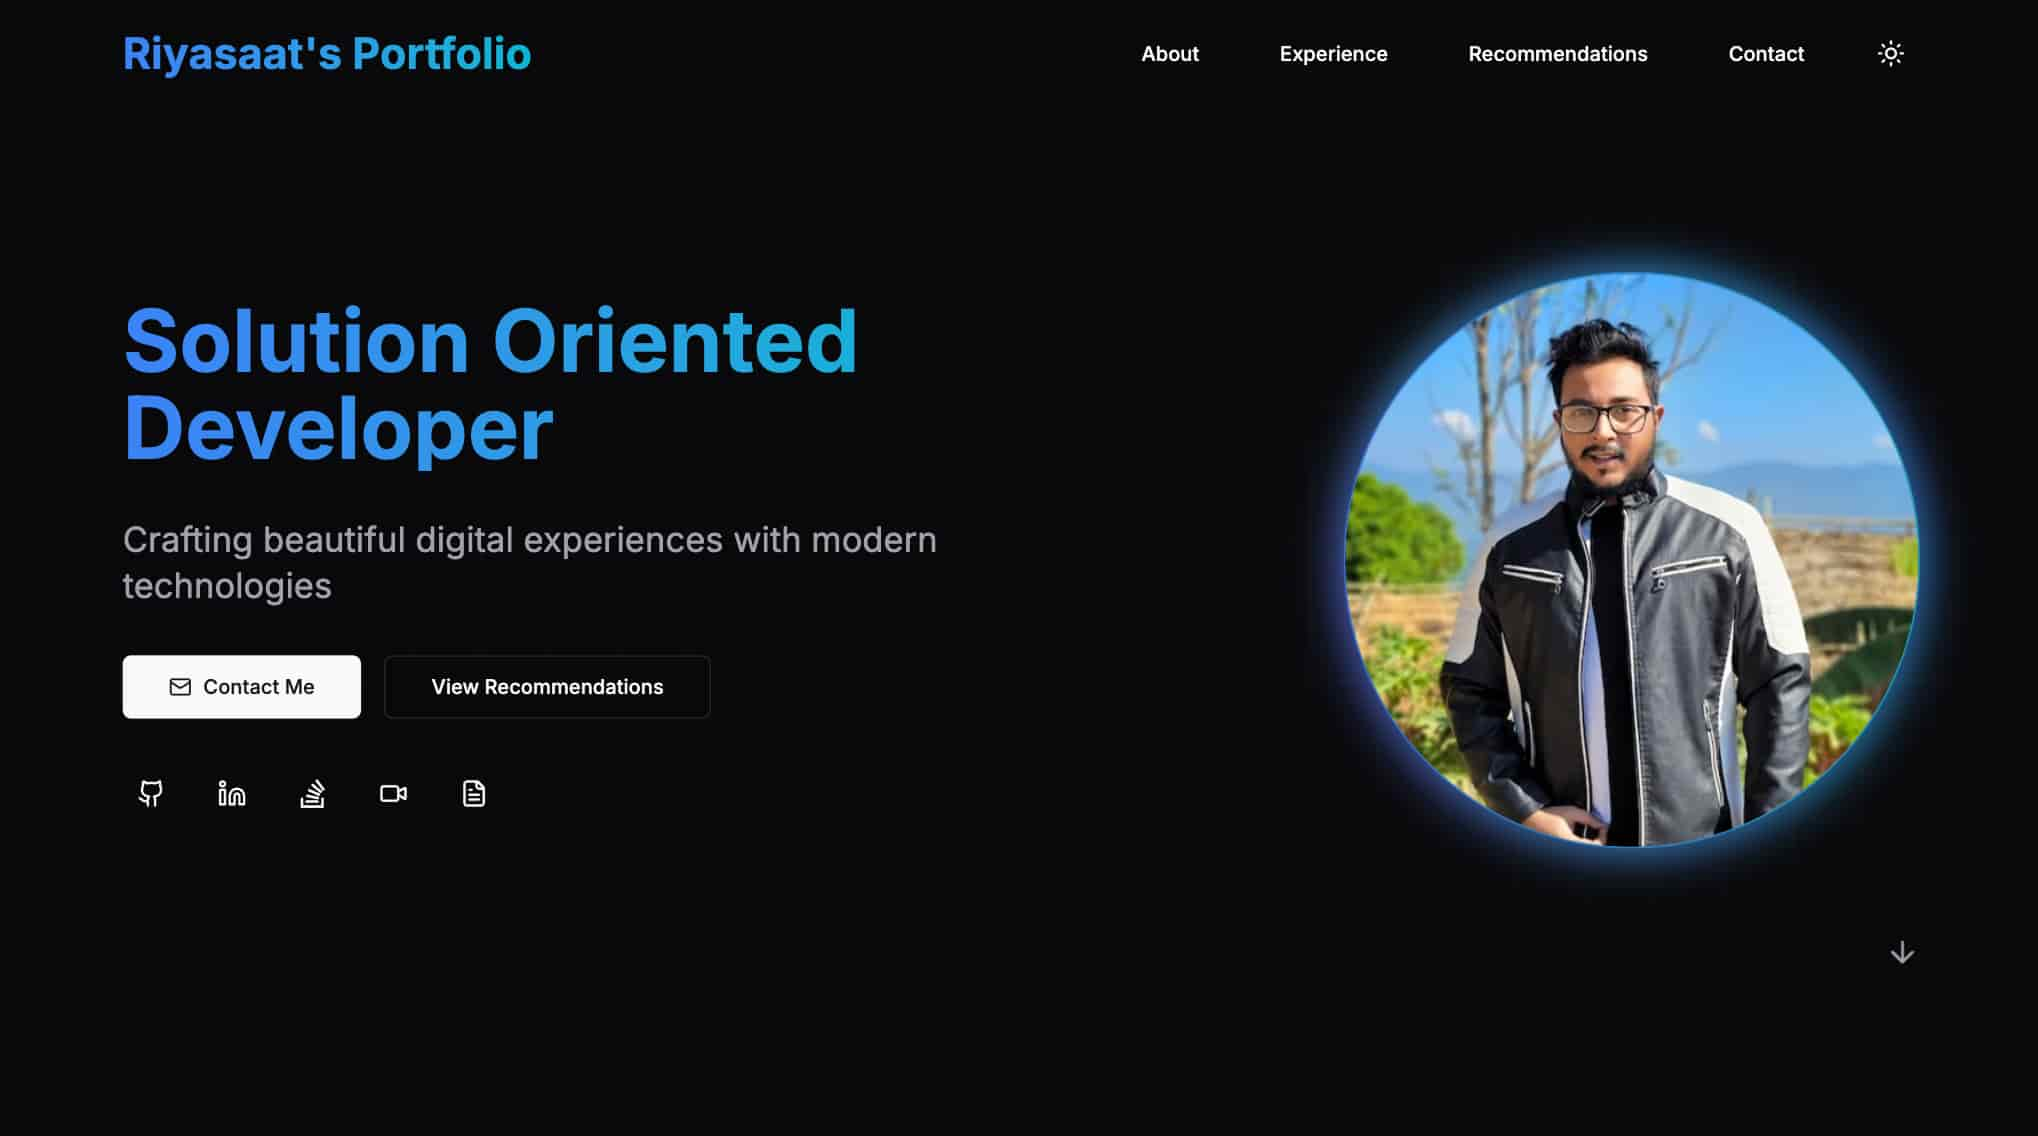 Riyasaat's Portfolio
About
Experience
Recommendations
Contact
Solution Oriented
Developer
Crafting beautiful digital experiences with modern
technologies
Contact Me
View Recommendations